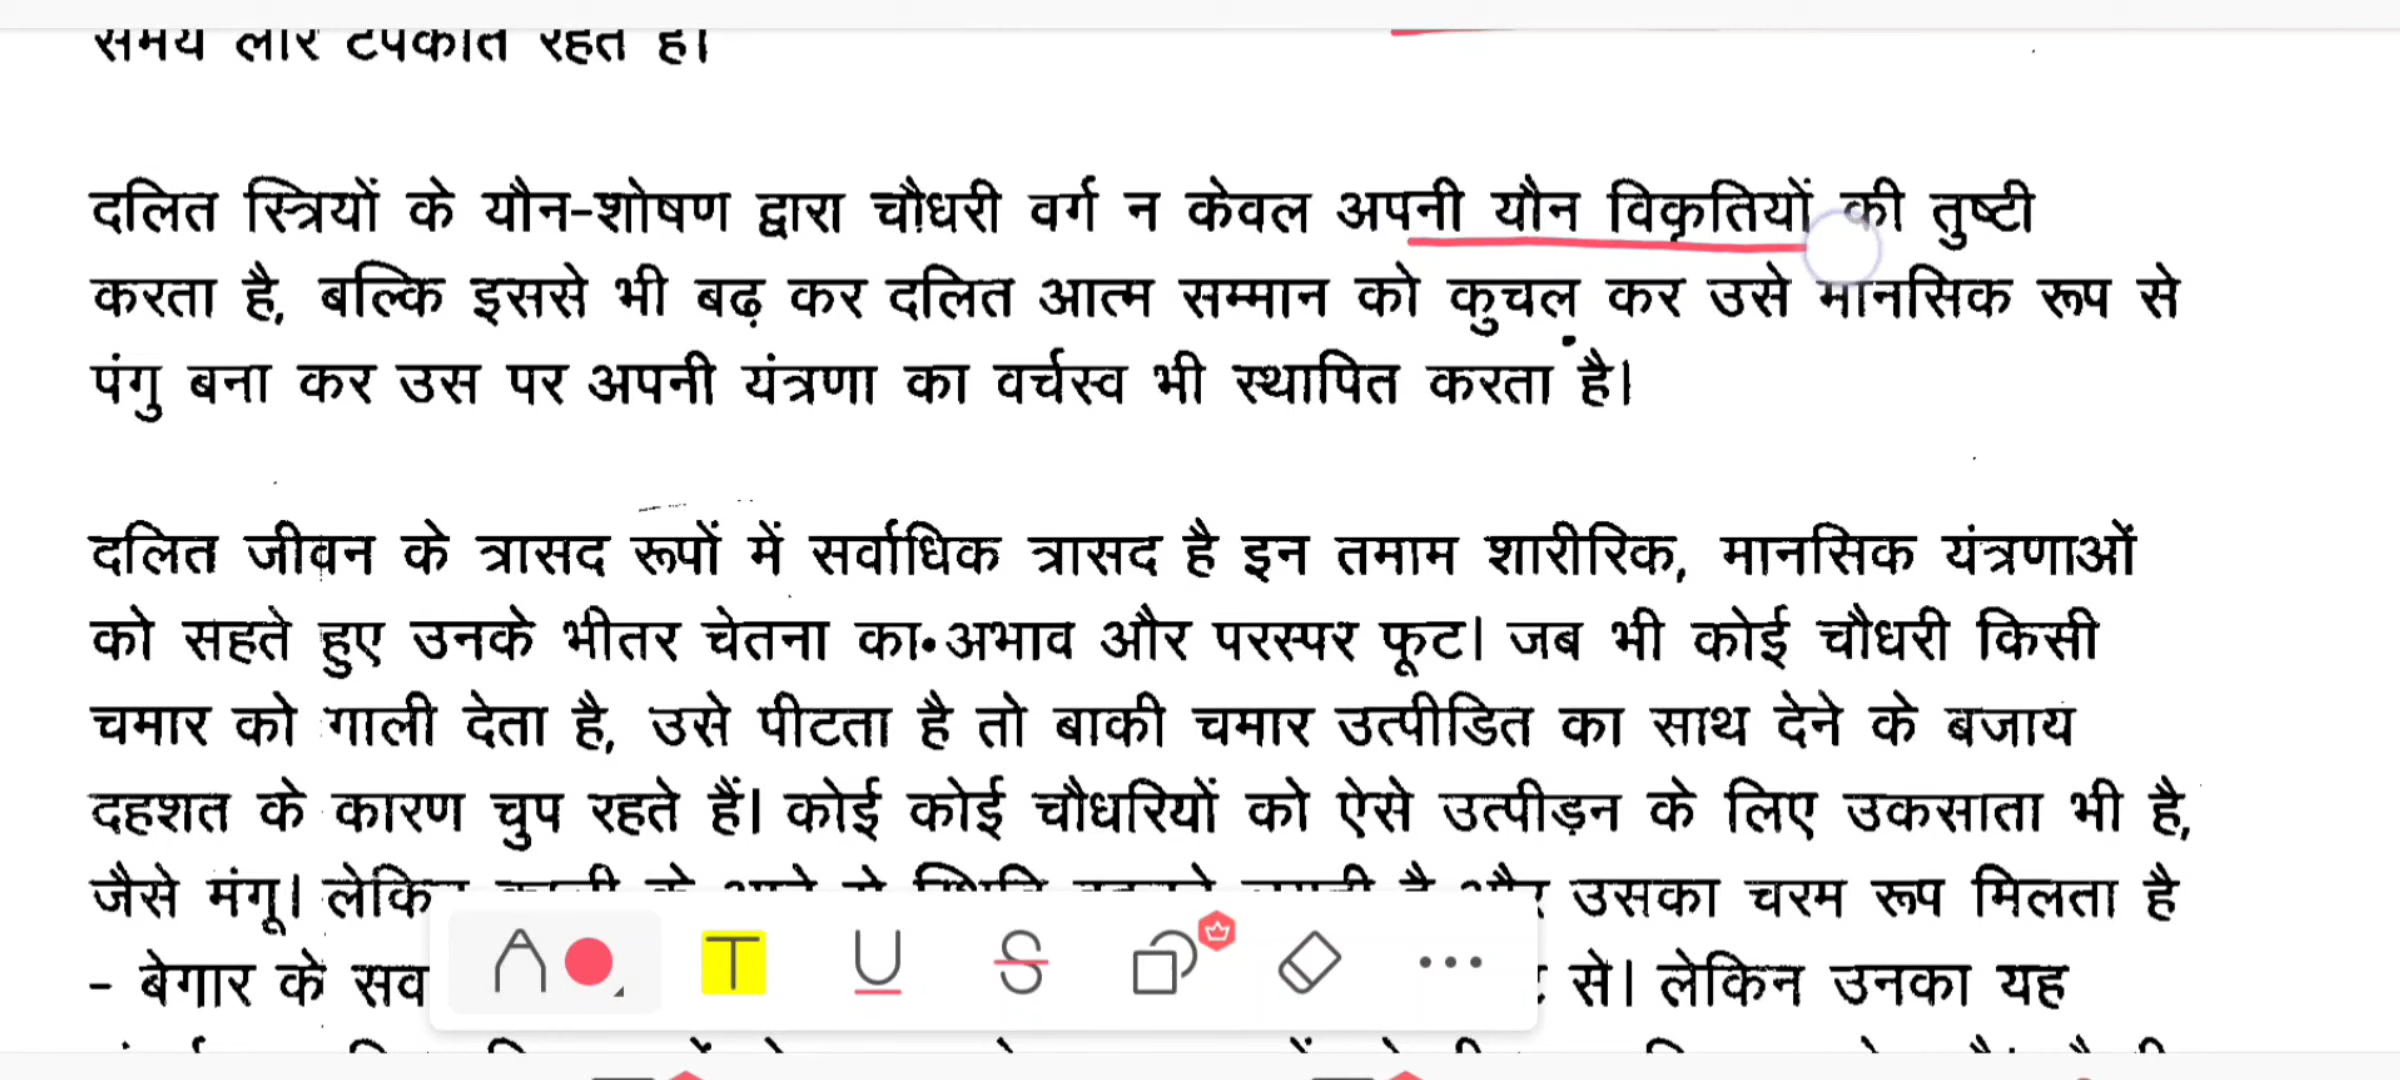 समय लार टपकाते रहते हैं।
दलित स्त्रियों के यौन-शोषण द्वारा चौधरी वर्ग न केवल अपनी यौन विकृतियों की तुष्टी
करता है, बल्कि इससे भी बढ़ कर दलित आत्म सम्मान को कुचल कर उसे मानसिक रूप से
पंगु बना कर उस पर अपनी यंत्रणा का वर्चस्व भी स्थापित करता है।
दलित जीवन के त्रासद रूपों में सर्वाधिक त्रासद है इन तमाम शारीरिक, मानसिक यंत्रणाओं
को सहते हुए उनके भीतर चेतना का अभाव और परस्पर फूट। जब भी कोई चौधरी किसी
चमार को गाली देता है, उसे पीटता है तो बाकी चमार उत्पीडित का साथ देने के बजाय
दहशत के कारण चुप रहते हैं। कोई कोई चौधरियों को ऐसे उत्पीड़न के लिए उकसाता भी है,
जैसे मंगू। उसका चरम रूप मिलता है
- बेगार के से। लेकिन उनका यह